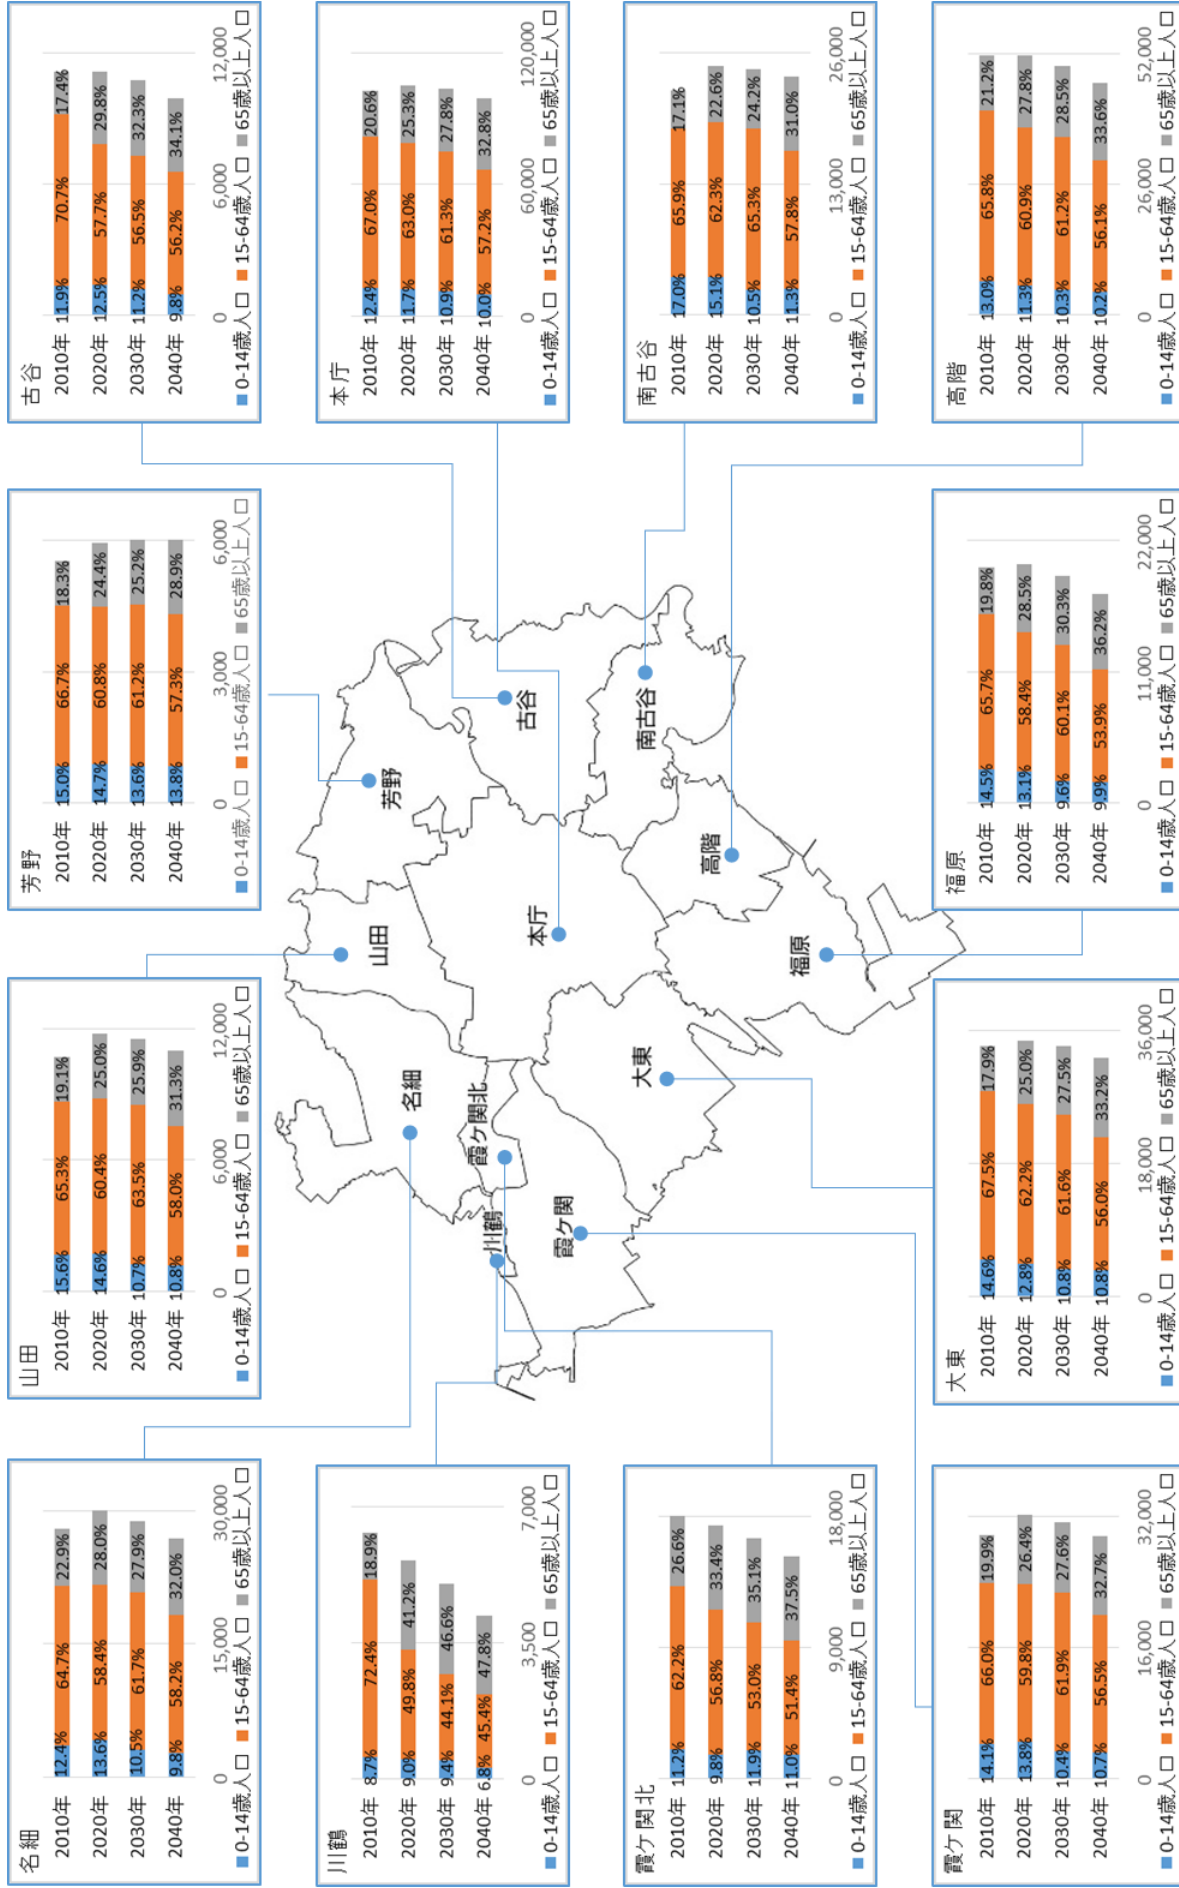 名細
2010年 12.4% 64.7% 22.9%
2020年 13.6% 58.4% 28.0%
2030年 10.5% 61.7% 27.9%
2040年 9.8% 58.2% 32.0%
0 15,000 30,000
0-14歳人口 15-64歳人口 65歳以上人口
山田
2010年 15.6% 65.3% 19.1%
2020年 14.6% 60.4% 25.0%
2030年 10.7% 63.5% 25.9%
2040年 10.8% 58.0% 31.3%
0 6,000 12,000
0-14歳人口 15-64歳人口 65歳以上人口
芳野
2010年 15.0% 66.7% 18.3%
2020年 14.7% 60.8% 24.4%
2030年 13.6% 61.2% 25.2%
2040年 13.8% 57.3% 28.9%
0 3,000 6,000
0-14歳人口 15-64歳人口 65歳以上人口
古谷
2010年 11.9% 70.7% 17.4%
2020年 12.5% 57.7% 29.8%
2030年 11.2% 56.5% 32.3%
2040年 9.8% 56.2% 34.1%
0 6,000 12,000
0-14歳人口 15-64歳人口 65歳以上人口
川鶴
2010年 8.7% 72.4% 18.9%
2020年 9.0% 49.8% 41.2%
2030年 9.4% 44.1% 46.6%
2040年 6.8% 45.4% 47.8%
0 3,500 7,000
0-14歳人口 15-64歳人口 65歳以上人口
山田
芳野
名細
霞ケ関北
川鶴
古谷
本庁
霞ケ関
大東
南古谷
高階
福原
本庁
2010年 12.4% 67.0% 20.6%
2020年 11.7% 63.0% 25.3%
2030年 10.9% 61.3% 27.8%
2040年 10.0% 57.2% 32.8%
0 60,000 120,000
0-14歳人口 15-64歳人口 65歳以上人口
霞ケ関北
2010年 11.2% 62.2% 26.6%
2020年 9.8% 56.8% 33.4%
2030年 11.9% 53.0% 35.1%
2040年 11.0% 51.4% 37.5%
0 9,000 18,000
0-14歳人口 15-64歳人口 65歳以上人口
南古谷
2010年 17.0% 65.9% 17.1%
2020年 15.1% 62.3% 22.6%
2030年 10.5% 65.3% 24.2%
2040年 11.3% 57.8% 31.0%
0 13,000 26,000
0-14歳人口 15-64歳人口 65歳以上人口
霞ケ関
2010年 14.1% 66.0% 19.9%
2020年 13.8% 59.8% 26.4%
2030年 10.4% 61.9% 27.6%
2040年 10.7% 56.5% 32.7%
0 16,000 32,000
0-14歳人口 15-64歳人口 65歳以上人口
大東
2010年 14.6% 67.5% 17.9%
2020年 12.8% 62.2% 25.0%
2030年 10.8% 61.6% 27.5%
2040年 10.8% 56.0% 33.2%
0 18,000 36,000
0-14歳人口 15-64歳人口 65歳以上人口
福原
2010年 14.5% 65.7% 19.8%
2020年 13.1% 58.4% 28.5%
2030年 9.6% 60.1% 30.3%
2040年 9.9% 53.9% 36.2%
0 11,000 22,000
0-14歳人口 15-64歳人口 65歳以上人口
高階
2010年 13.0% 65.8% 21.2%
2020年 11.3% 60.9% 27.8%
2030年 10.3% 61.2% 28.5%
2040年 10.2% 56.1% 33.6%
0 26,000 52,000
0-14歳人口 15-64歳人口 65歳以上人口